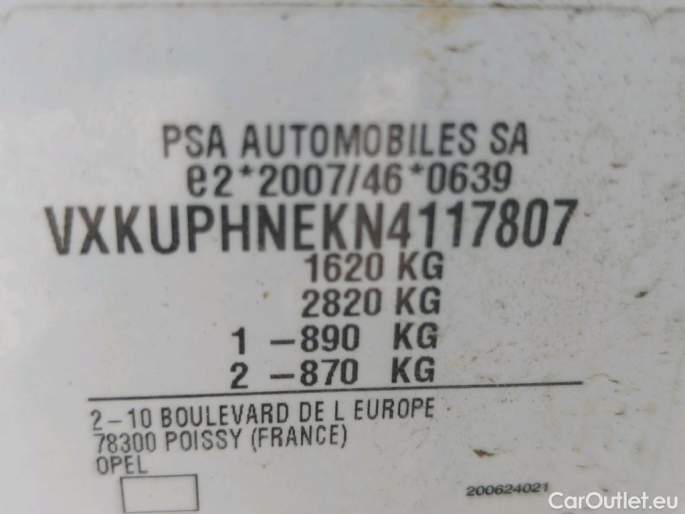 PSA AUTOMOBILES SA
e2*2007/46*0639
VXKUPHNEKN4117807
1620 KG
2820 KG
1 -890 KG
2 -870 KG
2-10 BOULEVARD DE L EUROPE
78300 POISSY (FRANCE)
OPEL
200624021
CarOutlet.eu